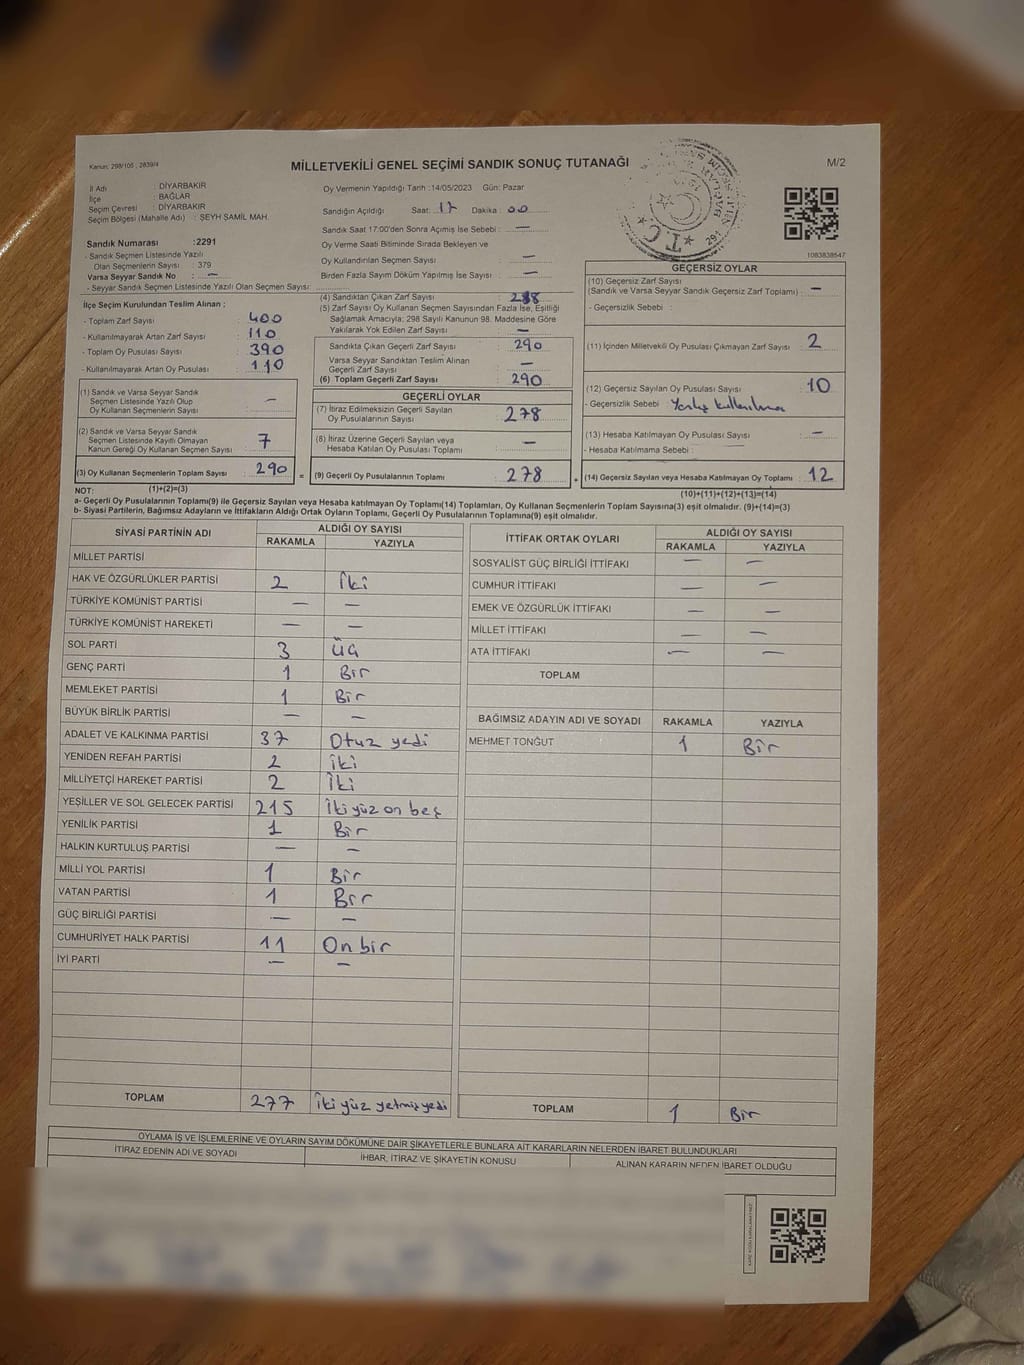 Kanun: 298/105 , 2839/4
MİLLETVEKİLİ GENEL SEÇİMİ SANDIK SONUÇ TUTANAĞI
M/2
İl Adı : DİYARBAKIR
İlçe : BAĞLAR
Seçim Çevresi : DİYARBAKIR
Seçim Bölgesi (Mahalle Adı) : ŞEYH ŞAMİL MAH.
Oy Vermenin Yapıldığı Tarih :14/05/2023 Gün: Pazar
Sandığın Açıldığı Saat: 17 Dakika : 00
Sandık Saat 17:00'den Sonra Açımış İse Sebebi : —
Oy Verme Saati Bitiminde Sırada Bekleyen ve
Oy Kullandırılan Seçmen Sayısı : —
Birden Fazla Sayım Döküm Yapılmış İse Sayısı : —
T.C.
1083838547
Sandık Numarası :2291
- Sandık Seçmen Listesinde Yazılı
Olan Seçmenlerin Sayısı : 379
Varsa Seyyar Sandık No : —
- Seyyar Sandık Seçmen Listesinde Yazılı Olan Seçmen Sayısı :
İlçe Seçim Kurulundan Teslim Alınan ;
- Toplam Zarf Sayısı : 400
- Kullanılmayarak Artan Zarf Sayısı : 110
- Toplam Oy Pusulası Sayısı : 390
- Kullanılmayarak Artan Oy Pusulası : 110
(1) Sandık ve Varsa Seyyar Sandık
Seçmen Listesinde Yazılı Olup
Oy Kullanan Seçmenlerin Sayısı : —
(2) Sandık ve Varsa Seyyar Sandık
Seçmen Listesinde Kayıtlı Olmayan
Kanun Gereği Oy Kullanan Seçmen Sayısı : 7
(3) Oy Kullanan Seçmenlerin Toplam Sayısı : 290
(1)+(2)=(3)
(4) Sandıktan Çıkan Zarf Sayısı : 288
(5) Zarf Sayısı Oy Kullanan Seçmen Sayısından Fazla İse, Eşitliği
Sağlamak Amacıyla; 298 Sayılı Kanunun 98. Maddesine Göre
Yakılarak Yok Edilen Zarf Sayısı : —
Sandıkta Çıkan Geçerli Zarf Sayısı : 290
Varsa Seyyar Sandıktan Teslim Alınan
Geçerli Zarf Sayısı : —
(6) Toplam Geçerli Zarf Sayısı : 290
GEÇERLİ OYLAR
(7) İtiraz Edilmeksizin Geçerli Sayılan
Oy Pusulalarının Sayısı : 278
(8) İtiraz Üzerine Geçerli Sayılan veya
Hesaba Katılan Oy Pusulası Toplamı : —
= (9) Geçerli Oy Pusulalarının Toplamı : 278
GEÇERSİZ OYLAR
(10) Geçersiz Zarf Sayısı
(Sandık ve Varsa Seyyar Sandık Geçersiz Zarf Toplamı) : —
- Geçersizlik Sebebi :
(11) İçinden Milletvekili Oy Pusulası Çıkmayan Zarf Sayısı : 2
(12) Geçersiz Sayılan Oy Pusulası Sayısı : 10
- Geçersizlik Sebebi : Yanlış kullanılma
(13) Hesaba Katılmayan Oy Pusulası Sayısı : —
- Hesaba Katılmama Sebebi :
+ (14) Geçersiz Sayılan veya Hesaba Katılmayan Oy Toplamı : 12
(10)+(11)+(12)+(13)=(14)
NOT:
a- Geçerli Oy Pusulalarının Toplamı(9) ile Geçersiz Sayılan veya Hesaba katılmayan Oy Toplamı(14) Toplamları, Oy Kullanan Seçmenlerin Toplam Sayısına(3) eşit olmalıdır. (9)+(14)=(3)
b- Siyasi Partilerin, Bağımsız Adayların ve İttifakların Aldığı Ortak Oyların Toplamı, Geçerli Oy Pusulalarının Toplamına(9) eşit olmalıdır.
SİYASİ PARTİNİN ADI ALDIĞI OY SAYISI
RAKAMLA YAZIYLA
MİLLET PARTİSİ
HAK VE ÖZGÜRLÜKLER PARTİSİ 2 İki
TÜRKİYE KOMÜNİST PARTİSİ — —
TÜRKİYE KOMÜNİST HAREKETİ — —
SOL PARTİ 3 üç
GENÇ PARTİ 1 Bir
MEMLEKET PARTİSİ 1 Bir
BÜYÜK BİRLİK PARTİSİ — —
ADALET VE KALKINMA PARTİSİ 37 Otuz yedi
YENİDEN REFAH PARTİSİ 2 iki
MİLLİYETÇİ HAREKET PARTİSİ 2 İki
YEŞİLLER VE SOL GELECEK PARTİSİ 215 İki yüz on beş
YENİLİK PARTİSİ 1 Bir
HALKIN KURTULUŞ PARTİSİ — —
MİLLİ YOL PARTİSİ 1 Bir
VATAN PARTİSİ 1 Bir
GÜÇ BİRLİĞİ PARTİSİ — —
CUMHURİYET HALK PARTİSİ 11 On bir
İYİ PARTİ — —
TOPLAM 277 İki yüz yetmiş yedi
İTTİFAK ORTAK OYLARI ALDIĞI OY SAYISI
RAKAMLA YAZIYLA
SOSYALİST GÜÇ BİRLİĞİ İTTİFAKI — —
CUMHUR İTTİFAKI — —
EMEK VE ÖZGÜRLÜK İTTİFAKI — —
MİLLET İTTİFAKI — —
ATA İTTİFAKI — —
TOPLAM
BAĞIMSIZ ADAYIN ADI VE SOYADI RAKAMLA YAZIYLA
MEHMET TONĞUT 1 Bir
TOPLAM 1 Bir
OYLAMA İŞ VE İŞLEMLERİNE VE OYLARIN SAYIM DÖKÜMÜNE DAİR ŞİKAYETLERLE BUNLARA AİT KARARLARIN NELERDEN İBARET BULUNDUKLARI
İTİRAZ EDENİN ADI VE SOYADI İHBAR, İTİRAZ VE ŞİKAYETİN KONUSU ALINAN KARARIN NEDEN İBARET OLDUĞU